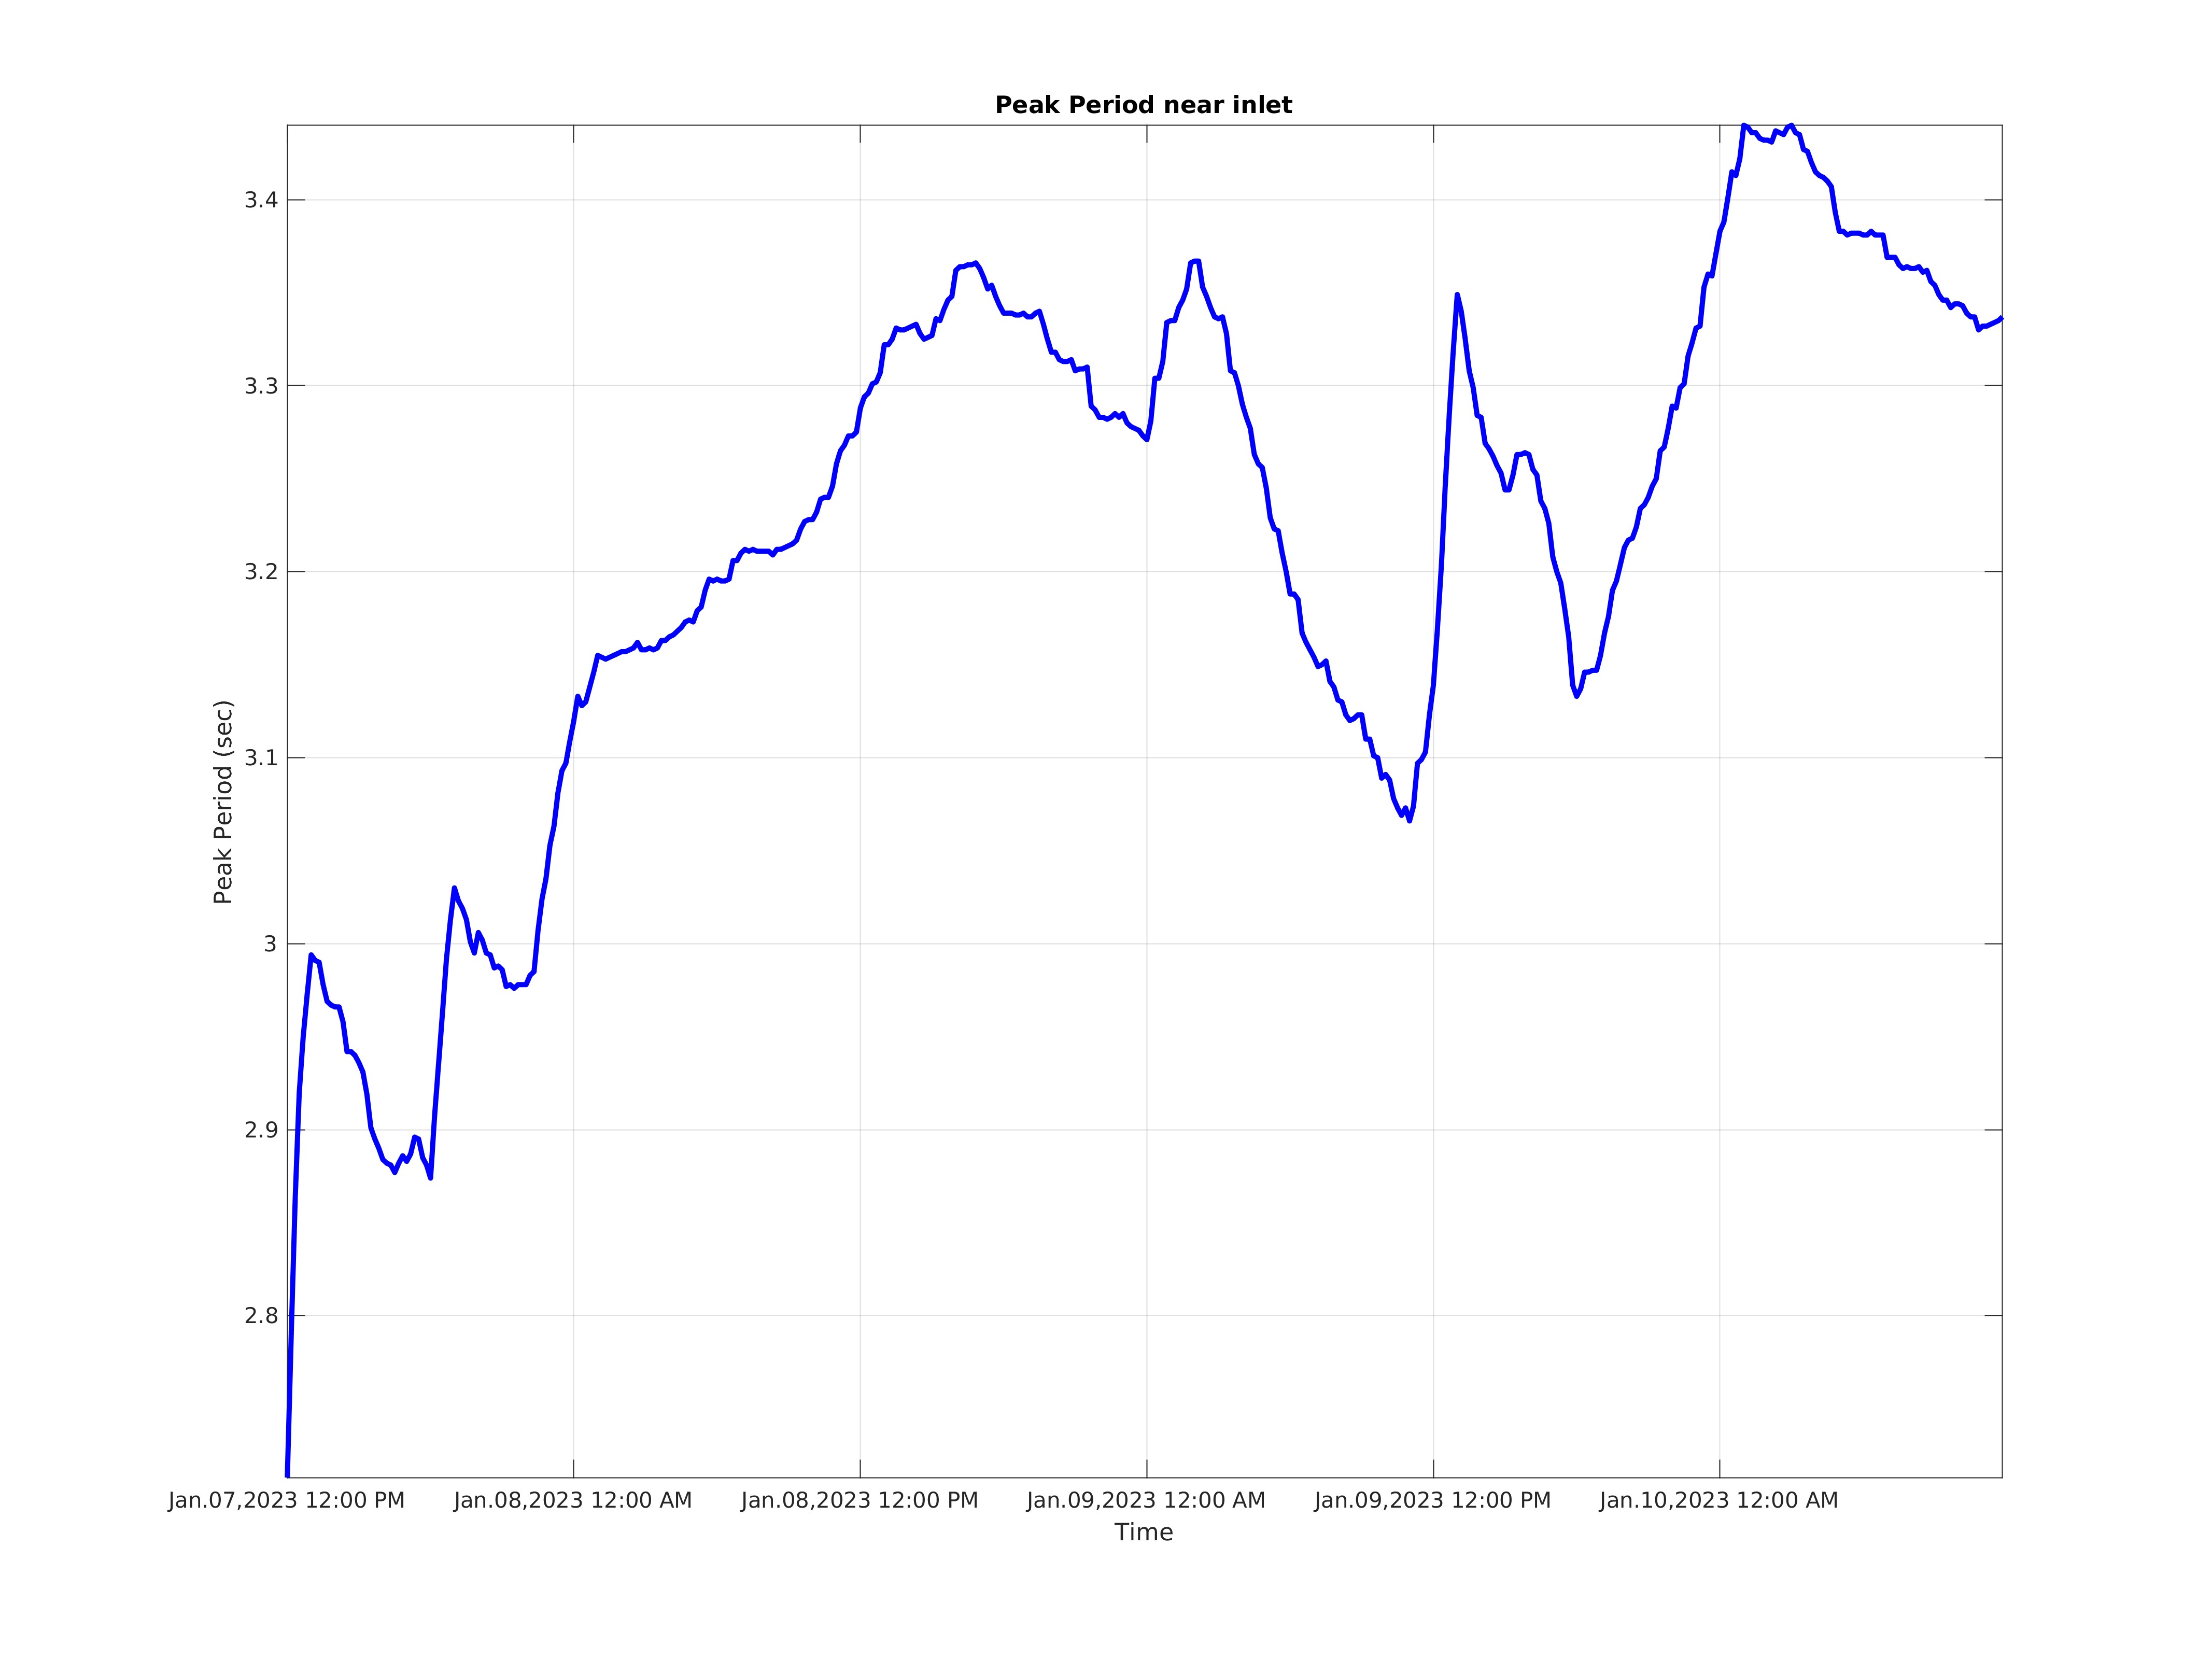 Peak Period near inlet
3.4
3.3
3.2
3.1
3
2.9
2.8
Peak Period (sec)
Jan.07,2023 12:00 PM
Jan.08,2023 12:00 AM
Jan.08,2023 12:00 PM
Jan.09,2023 12:00 AM
Jan.09,2023 12:00 PM
Jan.10,2023 12:00 AM
Time